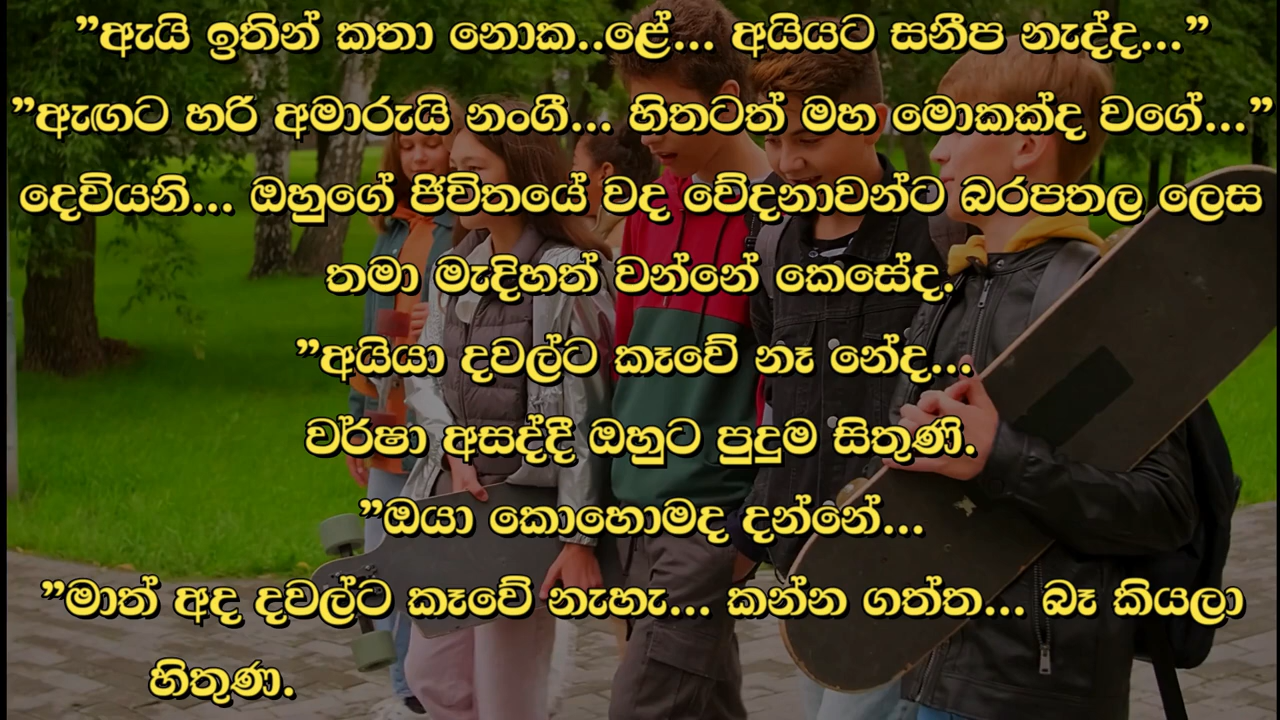 ”ඇයි ඉතින් කතා නොක..ළේ... අයියට සනීප නැද්ද...”
”ඇඟට හරි අමාරුයි නංගී... හිතටත් මහ මොකක්ද වගේ...”
දෙවියනි... ඔහුගේ ජිවිතයේ වද වේදනාවන්ට බරපතල ලෙස
තමා මැදිහත් වන්නේ කෙසේද.
”අයියා දවල්ට කෑවේ නෑ නේද...
වර්ෂා අසද්දී ඔහුට පුදුම සිතුණි.
”ඔයා කොහොමද දන්නේ...
”මාත් අද දවල්ට කෑවේ නැහැ... කන්න ගත්ත... බෑ කියලා
හිතුණ.